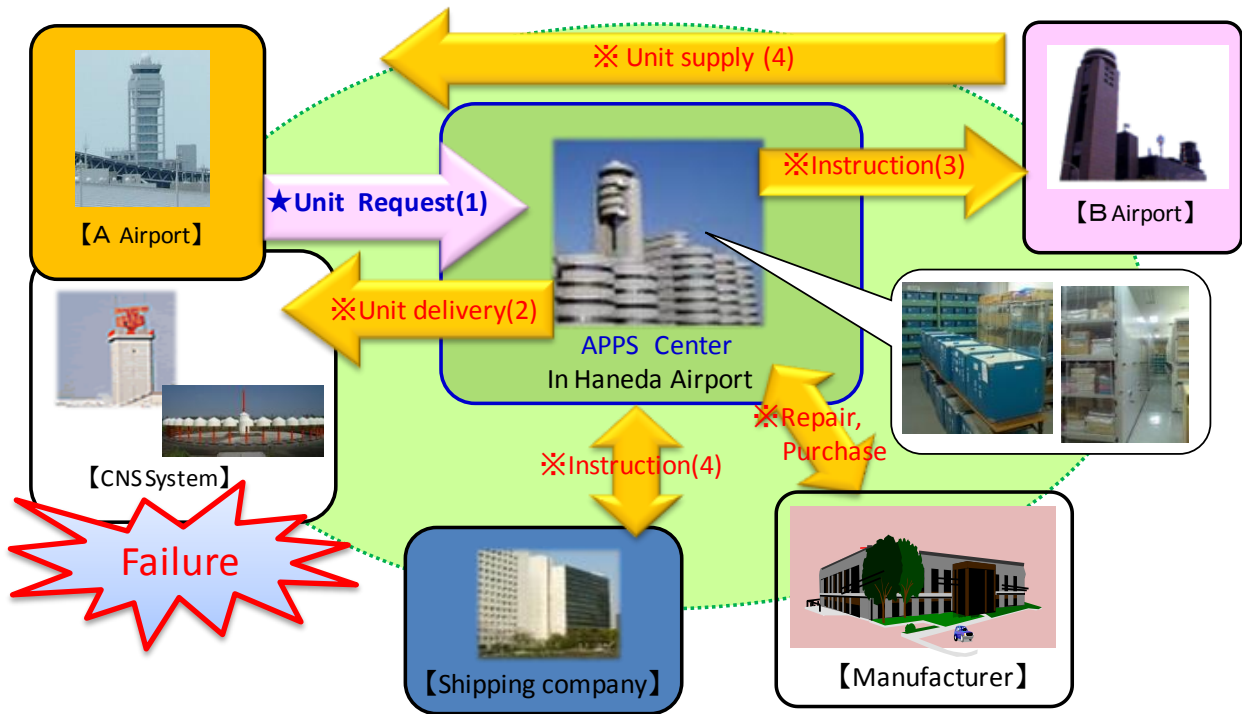 ※ Unit supply (4)
【A Airport】
★Unit Request(1)
※Instruction(3)
【B Airport】
※Unit delivery(2)
APPS Center
In Haneda Airport
【CNS System】
※Repair,
Purchase
※Instruction(4)
Failure
【Shipping company】
【Manufacturer】